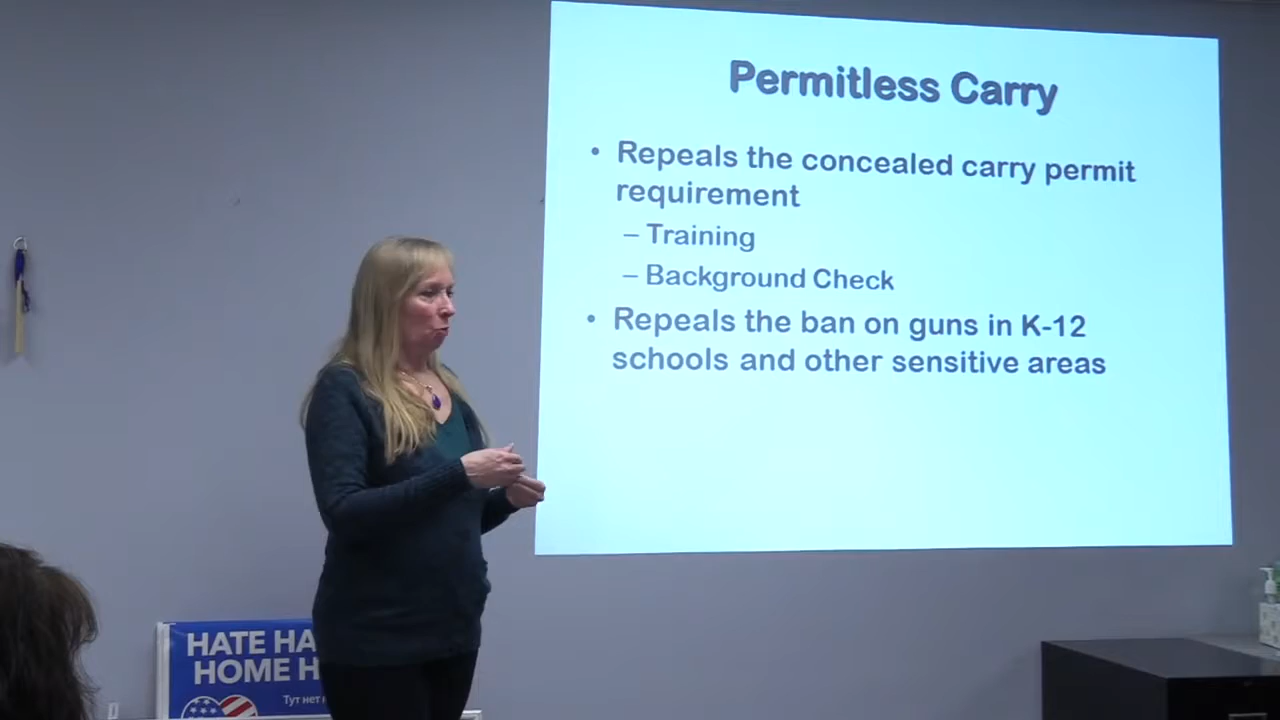 Permitless Carry
• Repeals the concealed carry permit
requirement
– Training
– Background Check
• Repeals the ban on guns in K-12
schools and other sensitive areas
HATE HA
HOME H
Тут нет